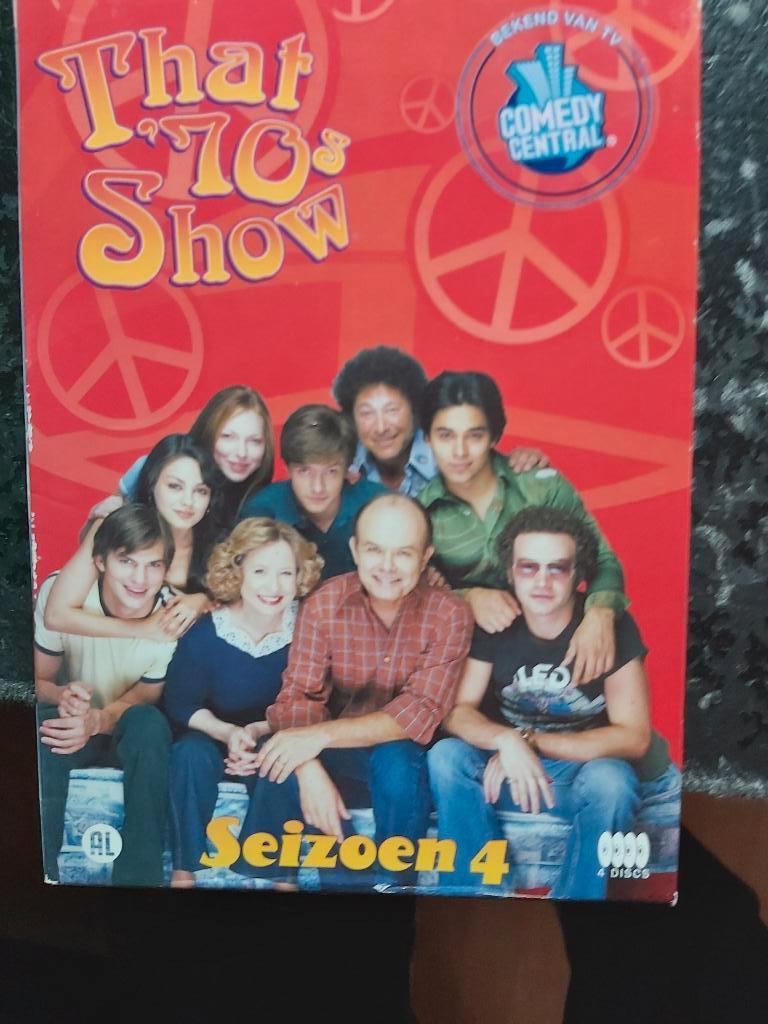 That
'70s
Show
BEKEND VAN TV
COMEDY
CENTRAL®
LED
AL
Seizoen 4
4 DISCS